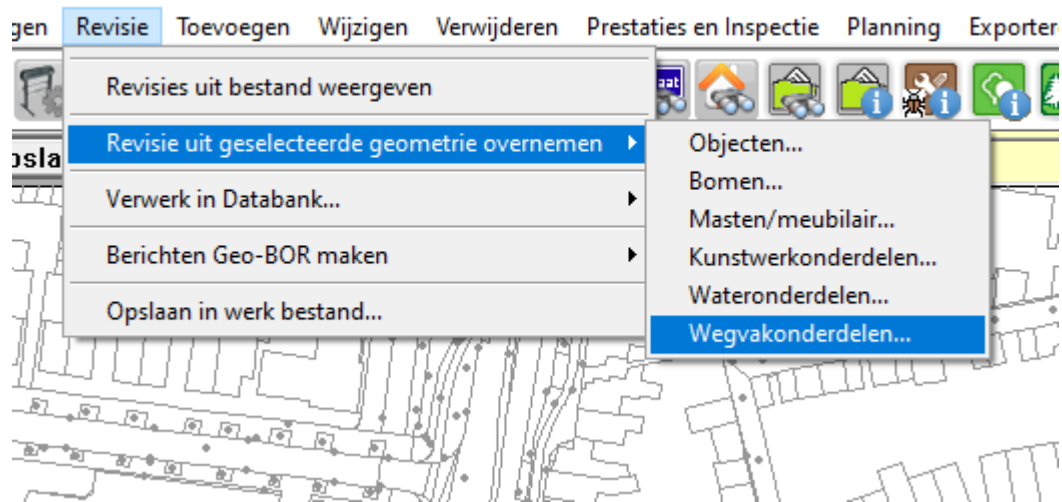 gen Revisie Toevoegen Wijzigen Verwijderen Prestaties en Inspectie Planning Exporter
Revisies uit bestand weergeven
Revisie uit geselecteerde geometrie overnemen
Verwerk in Databank...
Berichten Geo-BOR maken
Opslaan in werk bestand...
aat
osla
Objecten...
Bomen...
Masten/meubilair...
Kunstwerkonderdelen...
Wateronderdelen...
Wegvakonderdelen...